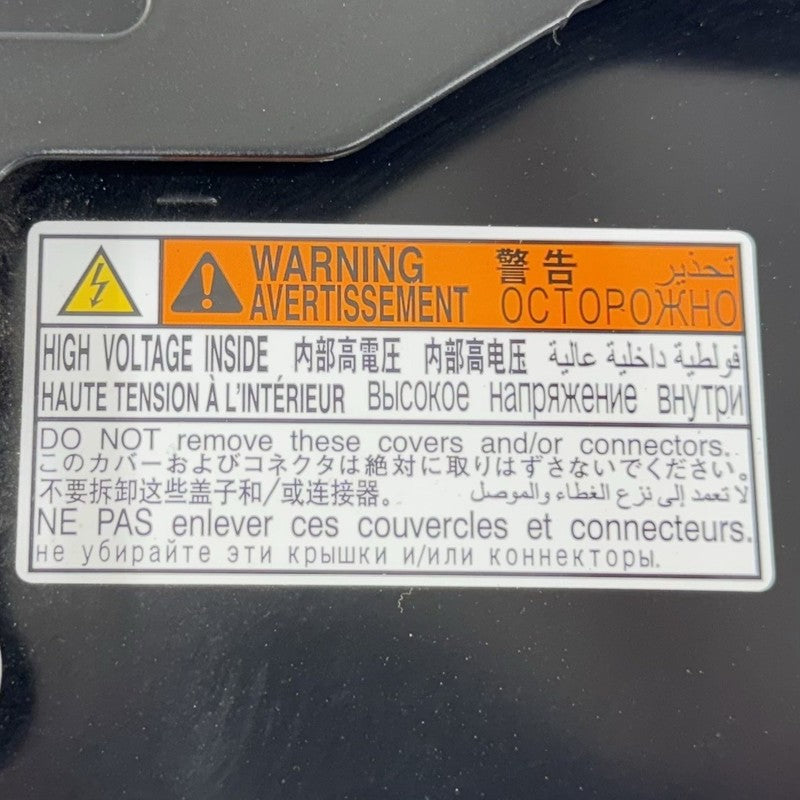 WARNING 警告 تحذير
AVERTISSEMENT ОСТОРОЖНО
HIGH VOLTAGE INSIDE 内部高電圧 内部高电压 فولطية داخلية عالية
HAUTE TENSION À L'INTÉRIEUR Высокое напряжение внутри
DO NOT remove these covers and/or connectors.
このカバーおよびコネクタは絶対に取りはずさないでください。
不要拆卸这些盖子和/或连接器。 لا تعمد إلى نزع الغطاء والموصل
NE PAS enlever ces couvercles et connecteurs.
не убирайте эти крышки и/или коннекторы.